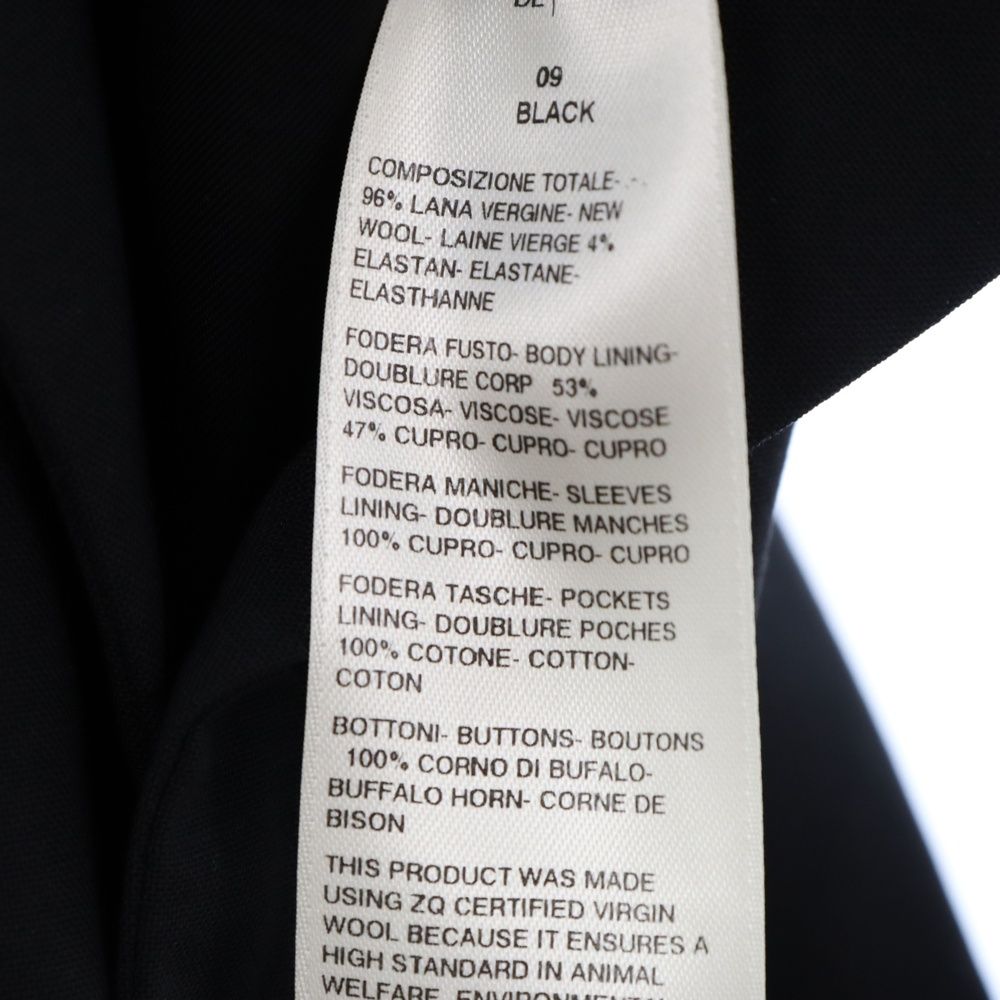 DE
09
BLACK
COMPOSIZIONE TOTALE-
96% LANA VERGINE- NEW
WOOL- LAINE VIERGE 4%
ELASTAN- ELASTANE-
ELASTHANNE
FODERA FUSTO- BODY LINING-
DOUBLURE CORP 53%
VISCOSA- VISCOSE- VISCOSE
47% CUPRO- CUPRO- CUPRO
FODERA MANICHE- SLEEVES
LINING- DOUBLURE MANCHES
100% CUPRO- CUPRO- CUPRO
FODERA TASCHE- POCKETS
LINING- DOUBLURE POCHES
100% COTONE- COTTON-
COTON
BOTTONI- BUTTONS- BOUTONS
100% CORNO DI BUFALO-
BUFFALO HORN- CORNE DE
BISON
THIS PRODUCT WAS MADE
USING ZQ CERTIFIED VIRGIN
WOOL BECAUSE IT ENSURES A
HIGH STANDARD IN ANIMAL
WELFARE, ENVIRONMENTAL